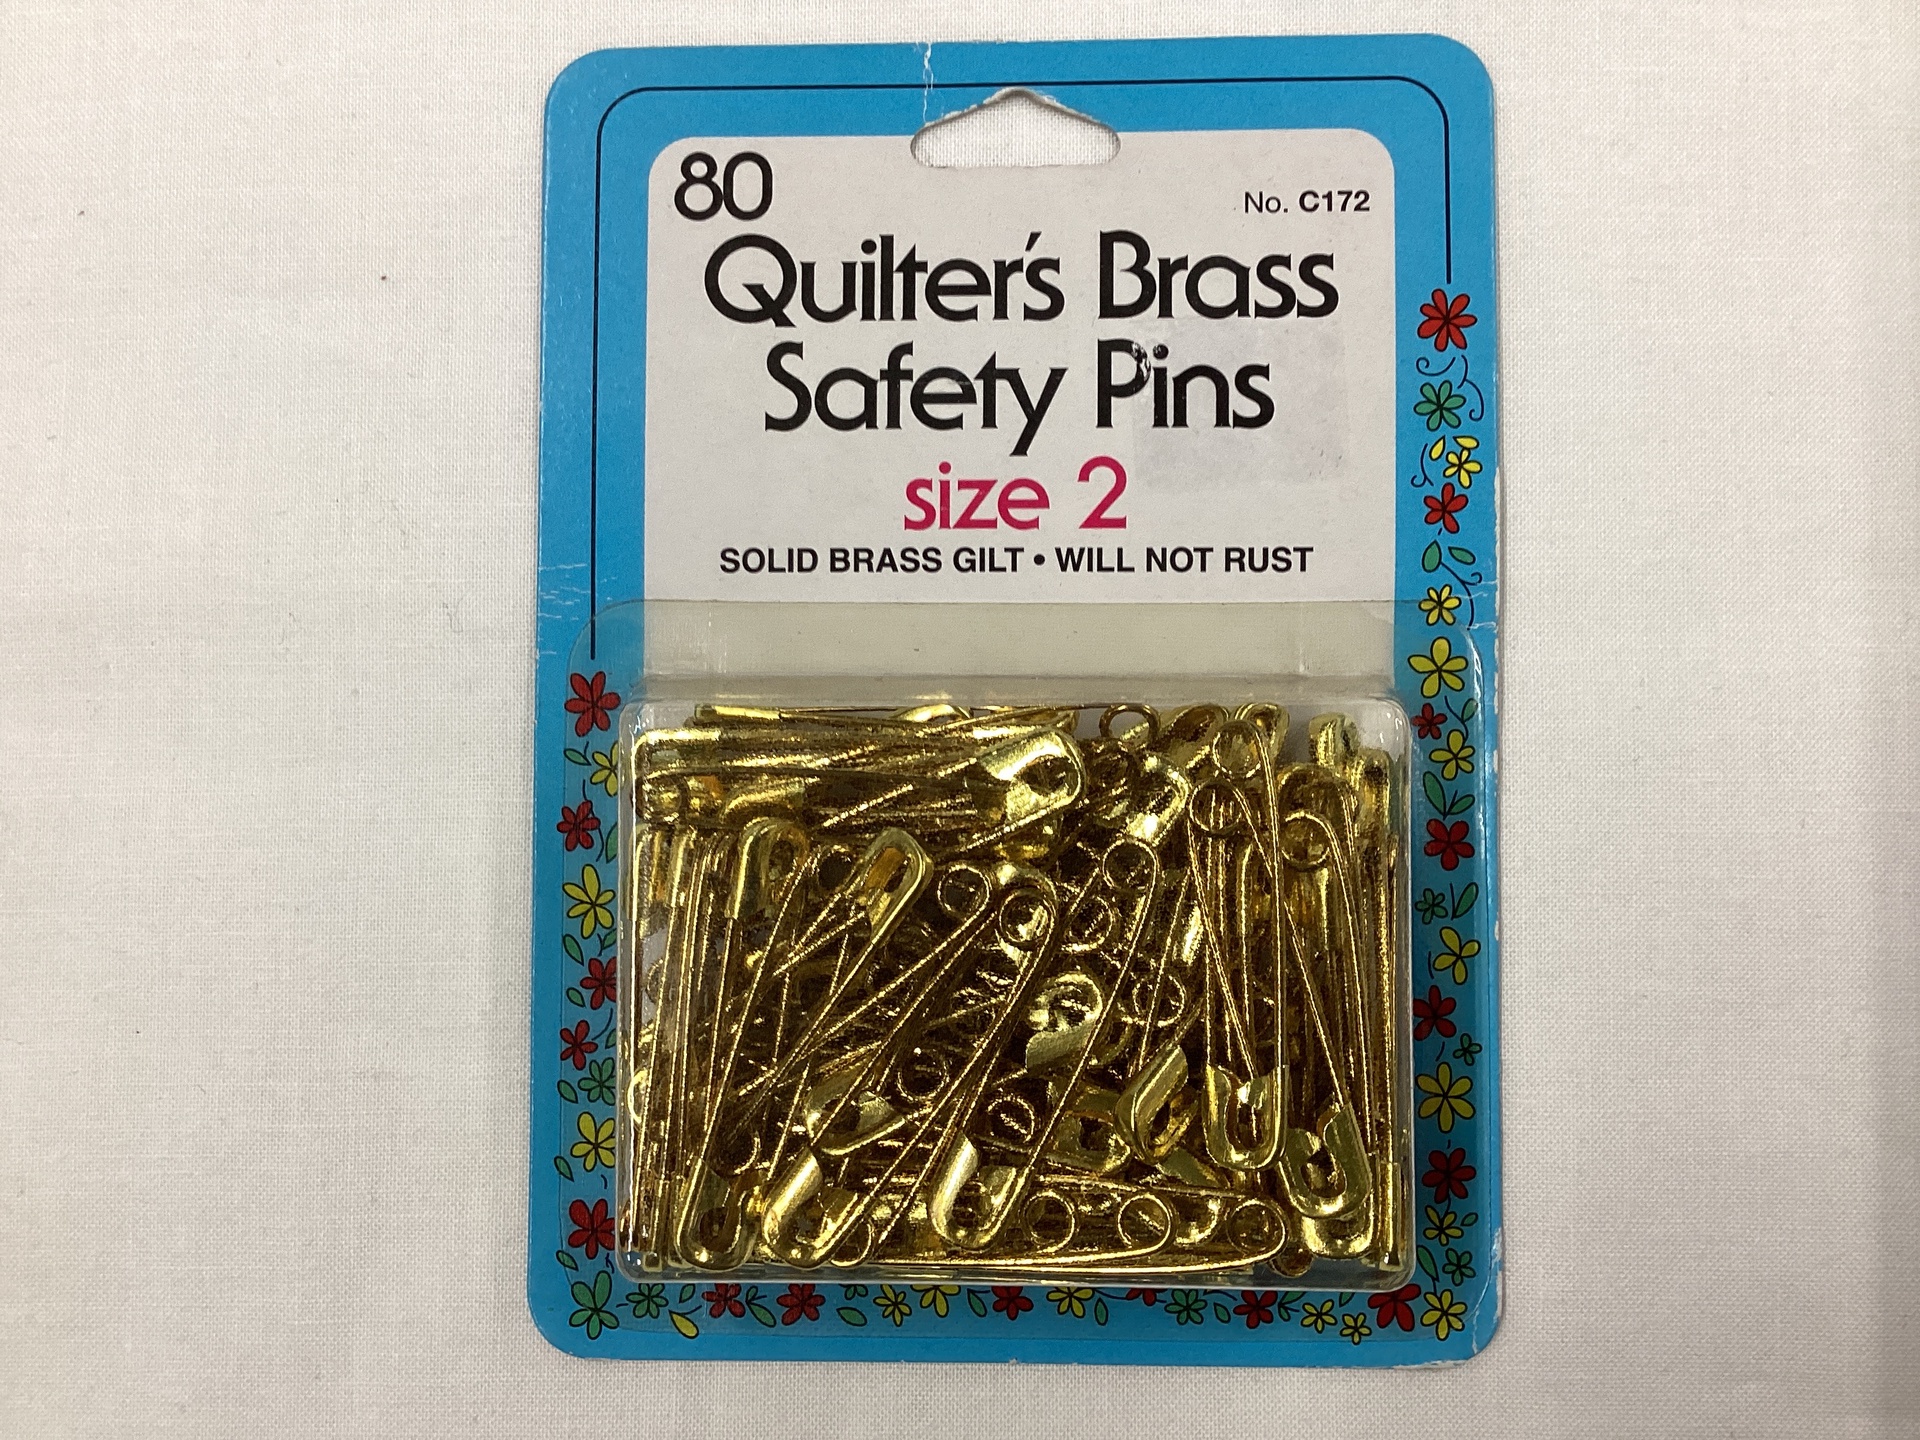 80
No. C172
Quilter's Brass
Safety Pins
size 2
SOLID BRASS GILT • WILL NOT RUST